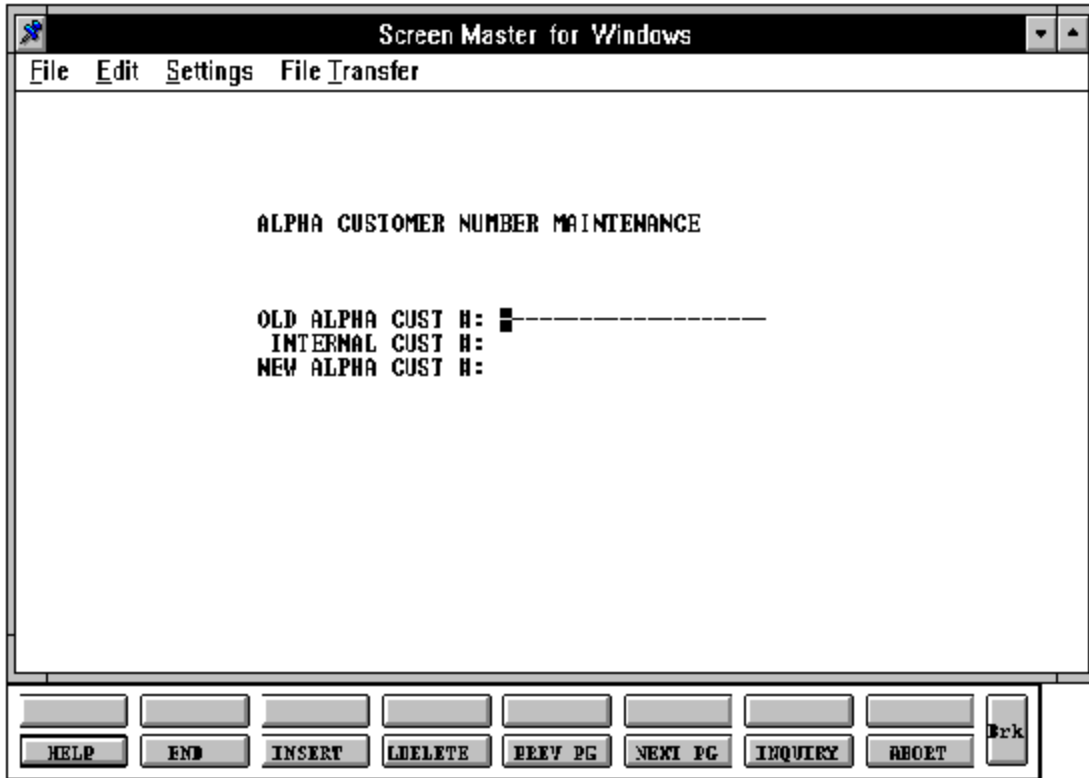 Screen Master for Windows
File Edit Settings File Transfer
ALPHA CUSTOMER NUMBER MAINTENANCE
OLD ALPHA CUST #:
INTERNAL CUST #:
NEW ALPHA CUST #:
HELP END INSERT LDELETE PREV PG NEXT PG INQUIRY ABORT Brk